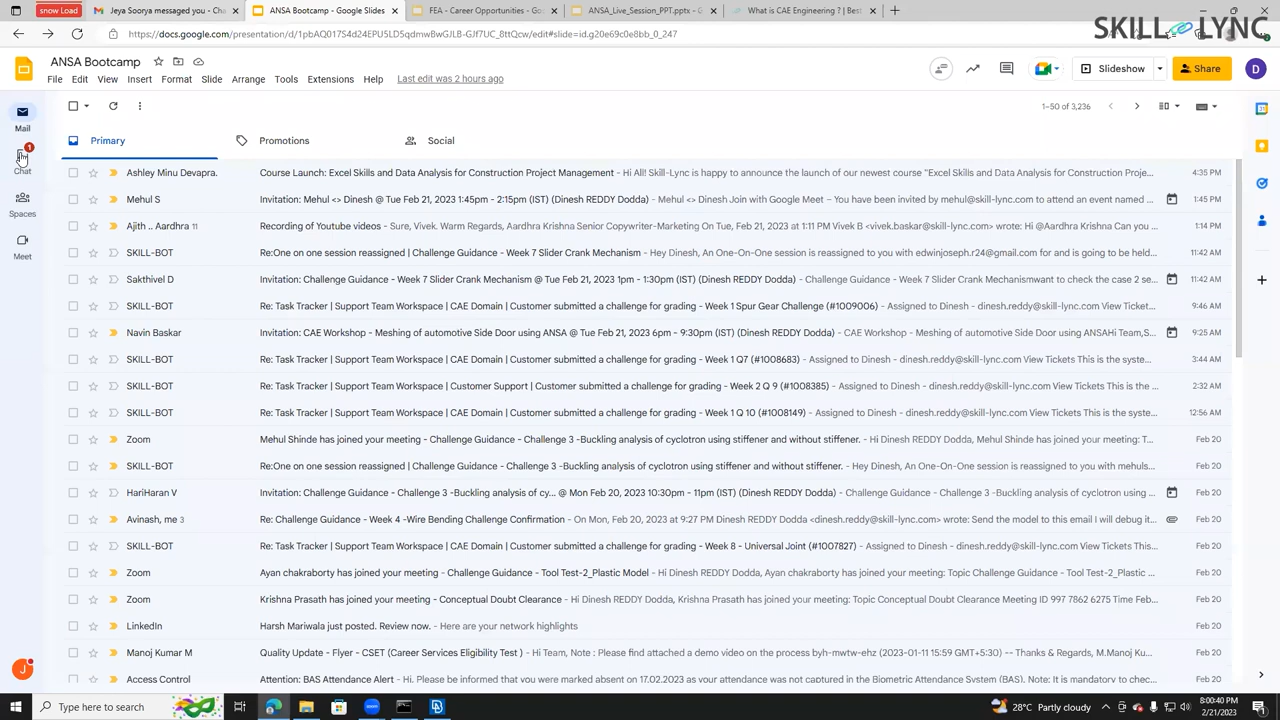 snow Load Jeya Soorya messaged you - Cha ANSA Bootcamp - Google Slides FEA - Career Opportun ANSA_Live_Session_PPT.pptx - G What is CAE Engineering ? | Best
SKILL LYNC
https://docs.google.com/presentation/d/1pbAQ017S4d24EPU5LD5qdmwBwGJLB-GJf7UC_8ttQcw/edit#slide=id.g20e69c0e8bb_0_247
ANSA Bootcamp
File Edit View Insert Format Slide Arrange Tools Extensions Help Last edit was 2 hours ago Slideshow Share D
1–50 of 3,236
Mail
Primary Promotions Social
1
Chat
Spaces
Meet
Ashley Minu Devapra. Course Launch: Excel Skills and Data Analysis for Construction Project Management - Hi All! Skill-Lync is happy to announce the launch of our newest course "Excel Skills and Data Analysis for Construction Proje... 4:35 PM
Mehul S Invitation: Mehul <> Dinesh @ Tue Feb 21, 2023 1:45pm - 2:15pm (IST) (Dinesh REDDY Dodda) - Mehul <> Dinesh Join with Google Meet – You have been invited by mehul@skill-lync.com to attend an event named ... 1:45 PM
Ajith .. Aardhra 11 Recording of Youtube videos - Sure, Vivek. Warm Regards, Aardhra Krishna Senior Copywriter-Marketing On Tue, Feb 21, 2023 at 1:11 PM Vivek B <vivek.baskar@skill-lync.com> wrote: Hi @Aardhra Krishna Can you ... 1:14 PM
SKILL-BOT Re:One on one session reassigned | Challenge Guidance - Week 7 Slider Crank Mechanism - Hey Dinesh, An One-On-One session is reassigned to you with edwinjoseph.r24@gmail.com for and is going to be held... 11:42 AM
Sakthivel D Invitation: Challenge Guidance - Week 7 Slider Crank Mechanism @ Tue Feb 21, 2023 1pm - 1:30pm (IST) (Dinesh REDDY Dodda) - Challenge Guidance - Week 7 Slider Crank Mechanismwant to check the case 2 se... 11:42 AM
SKILL-BOT Re: Task Tracker | Support Team Workspace | CAE Domain | Customer submitted a challenge for grading - Week 1 Spur Gear Challenge (#1009006) - Assigned to Dinesh - dinesh.reddy@skill-lync.com View Ticket... 9:46 AM
Navin Baskar Invitation: CAE Workshop - Meshing of automotive Side Door using ANSA @ Tue Feb 21, 2023 6pm - 9:30pm (IST) (Dinesh REDDY Dodda) - CAE Workshop - Meshing of automotive Side Door using ANSAHi Team,S... 9:25 AM
SKILL-BOT Re: Task Tracker | Support Team Workspace | CAE Domain | Customer submitted a challenge for grading - Week 1 Q7 (#1008683) - Assigned to Dinesh - dinesh.reddy@skill-lync.com View Tickets This is the syste... 3:44 AM
SKILL-BOT Re: Task Tracker | Support Team Workspace | Customer Support | Customer submitted a challenge for grading - Week 2 Q 9 (#1008385) - Assigned to Dinesh - dinesh.reddy@skill-lync.com View Tickets This is the ... 2:32 AM
SKILL-BOT Re: Task Tracker | Support Team Workspace | CAE Domain | Customer submitted a challenge for grading - Week 1 Q 10 (#1008149) - Assigned to Dinesh - dinesh.reddy@skill-lync.com View Tickets This is the syste... 12:56 AM
Zoom Mehul Shinde has joined your meeting - Challenge Guidance - Challenge 3 -Buckling analysis of cyclotron using stiffener and without stiffener. - Hi Dinesh REDDY Dodda, Mehul Shinde has joined your meeting: T... Feb 20
SKILL-BOT Re:One on one session reassigned | Challenge Guidance - Challenge 3 -Buckling analysis of cyclotron using stiffener and without stiffener. - Hey Dinesh, An One-On-One session is reassigned to you with mehuls... Feb 20
HariHaran V Invitation: Challenge Guidance - Challenge 3 -Buckling analysis of cy... @ Mon Feb 20, 2023 10:30pm - 11pm (IST) (Dinesh REDDY Dodda) - Challenge Guidance - Challenge 3 -Buckling analysis of cyclotron using ... Feb 20
Avinash, me 3 Re: Challenge Guidance - Week 4 -Wire Bending Challenge Confirmation - On Mon, Feb 20, 2023 at 9:27 PM Dinesh REDDY Dodda <dinesh.reddy@skill-lync.com> wrote: Send the model to this email I will debug it... Feb 20
SKILL-BOT Re: Task Tracker | Support Team Workspace | CAE Domain | Customer submitted a challenge for grading - Week 8 - Universal Joint (#1007827) - Assigned to Dinesh - dinesh.reddy@skill-lync.com View Tickets This... Feb 20
Zoom Ayan chakraborty has joined your meeting - Challenge Guidance - Tool Test-2_Plastic Model - Hi Dinesh REDDY Dodda, Ayan chakraborty has joined your meeting: Topic Challenge Guidance - Tool Test-2_Plastic ... Feb 20
Zoom Krishna Prasath has joined your meeting - Conceptual Doubt Clearance - Hi Dinesh REDDY Dodda, Krishna Prasath has joined your meeting: Topic Conceptual Doubt Clearance Meeting ID 997 7862 6275 Time Feb... Feb 20
LinkedIn Harsh Mariwala just posted. Review now. - Here are your network highlights Feb 20
Manoj Kumar M Quality Update - Flyer - CSET (Career Services Eligibility Test ) - Hi Team, Note : Please find attached a demo video on the process byh-mwtw-ehz (2023-01-11 15:59 GMT+5:30) -- Thanks & Regards, M.Manoj Ku... Feb 20
Access Control Attention: BAS Attendance Alert - Hi. Please be informed that you were marked absent on 17.02.2023 as your attendance was not captured in the Biometric Attendance System (BAS). Note: It is mandatory to chec... Feb 20
J
Type here to search 28°C Partly cloudy 8:00:40 PM
2/21/2023